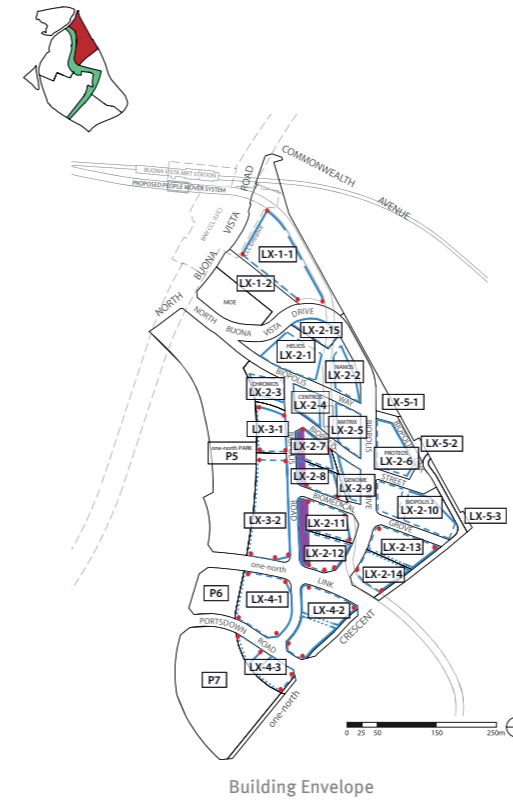 COMMONWEALTH
AVENUE
BUONA VISTA MRT STATION
PROPOSED PEOPLE MOVER SYSTEM
NORTH BUONA VISTA ROAD
LX-1-1
LX-1-2
MOE
NORTH BUONA VISTA DRIVE
LX-2-15
HELIOS
LX-2-1
NANOS
LX-2-2
BIOPOLIS WAY
CHROMOS
LX-2-3
CENTROS
LX-2-4
LX-5-1
LX-3-1
MATRIX
LX-2-5
LX-5-2
LX-2-7
one-north PARK
P5
PROTEOS
LX-2-6
LX-2-8
STREET
GENOME
LX-2-9
BIOMEDICAL
BIOPOLIS 2
LX-2-10
LX-5-3
GROVE
ROAD
LX-3-2
LX-2-11
LX-2-12
LX-2-13
LX-2-14
one-north
LINK
P6
LX-4-1
LX-4-2
CRESCENT
PORTSDOWN
ROAD
LX-4-3
P7
one-north
0 25 50 150 250m
Building Envelope